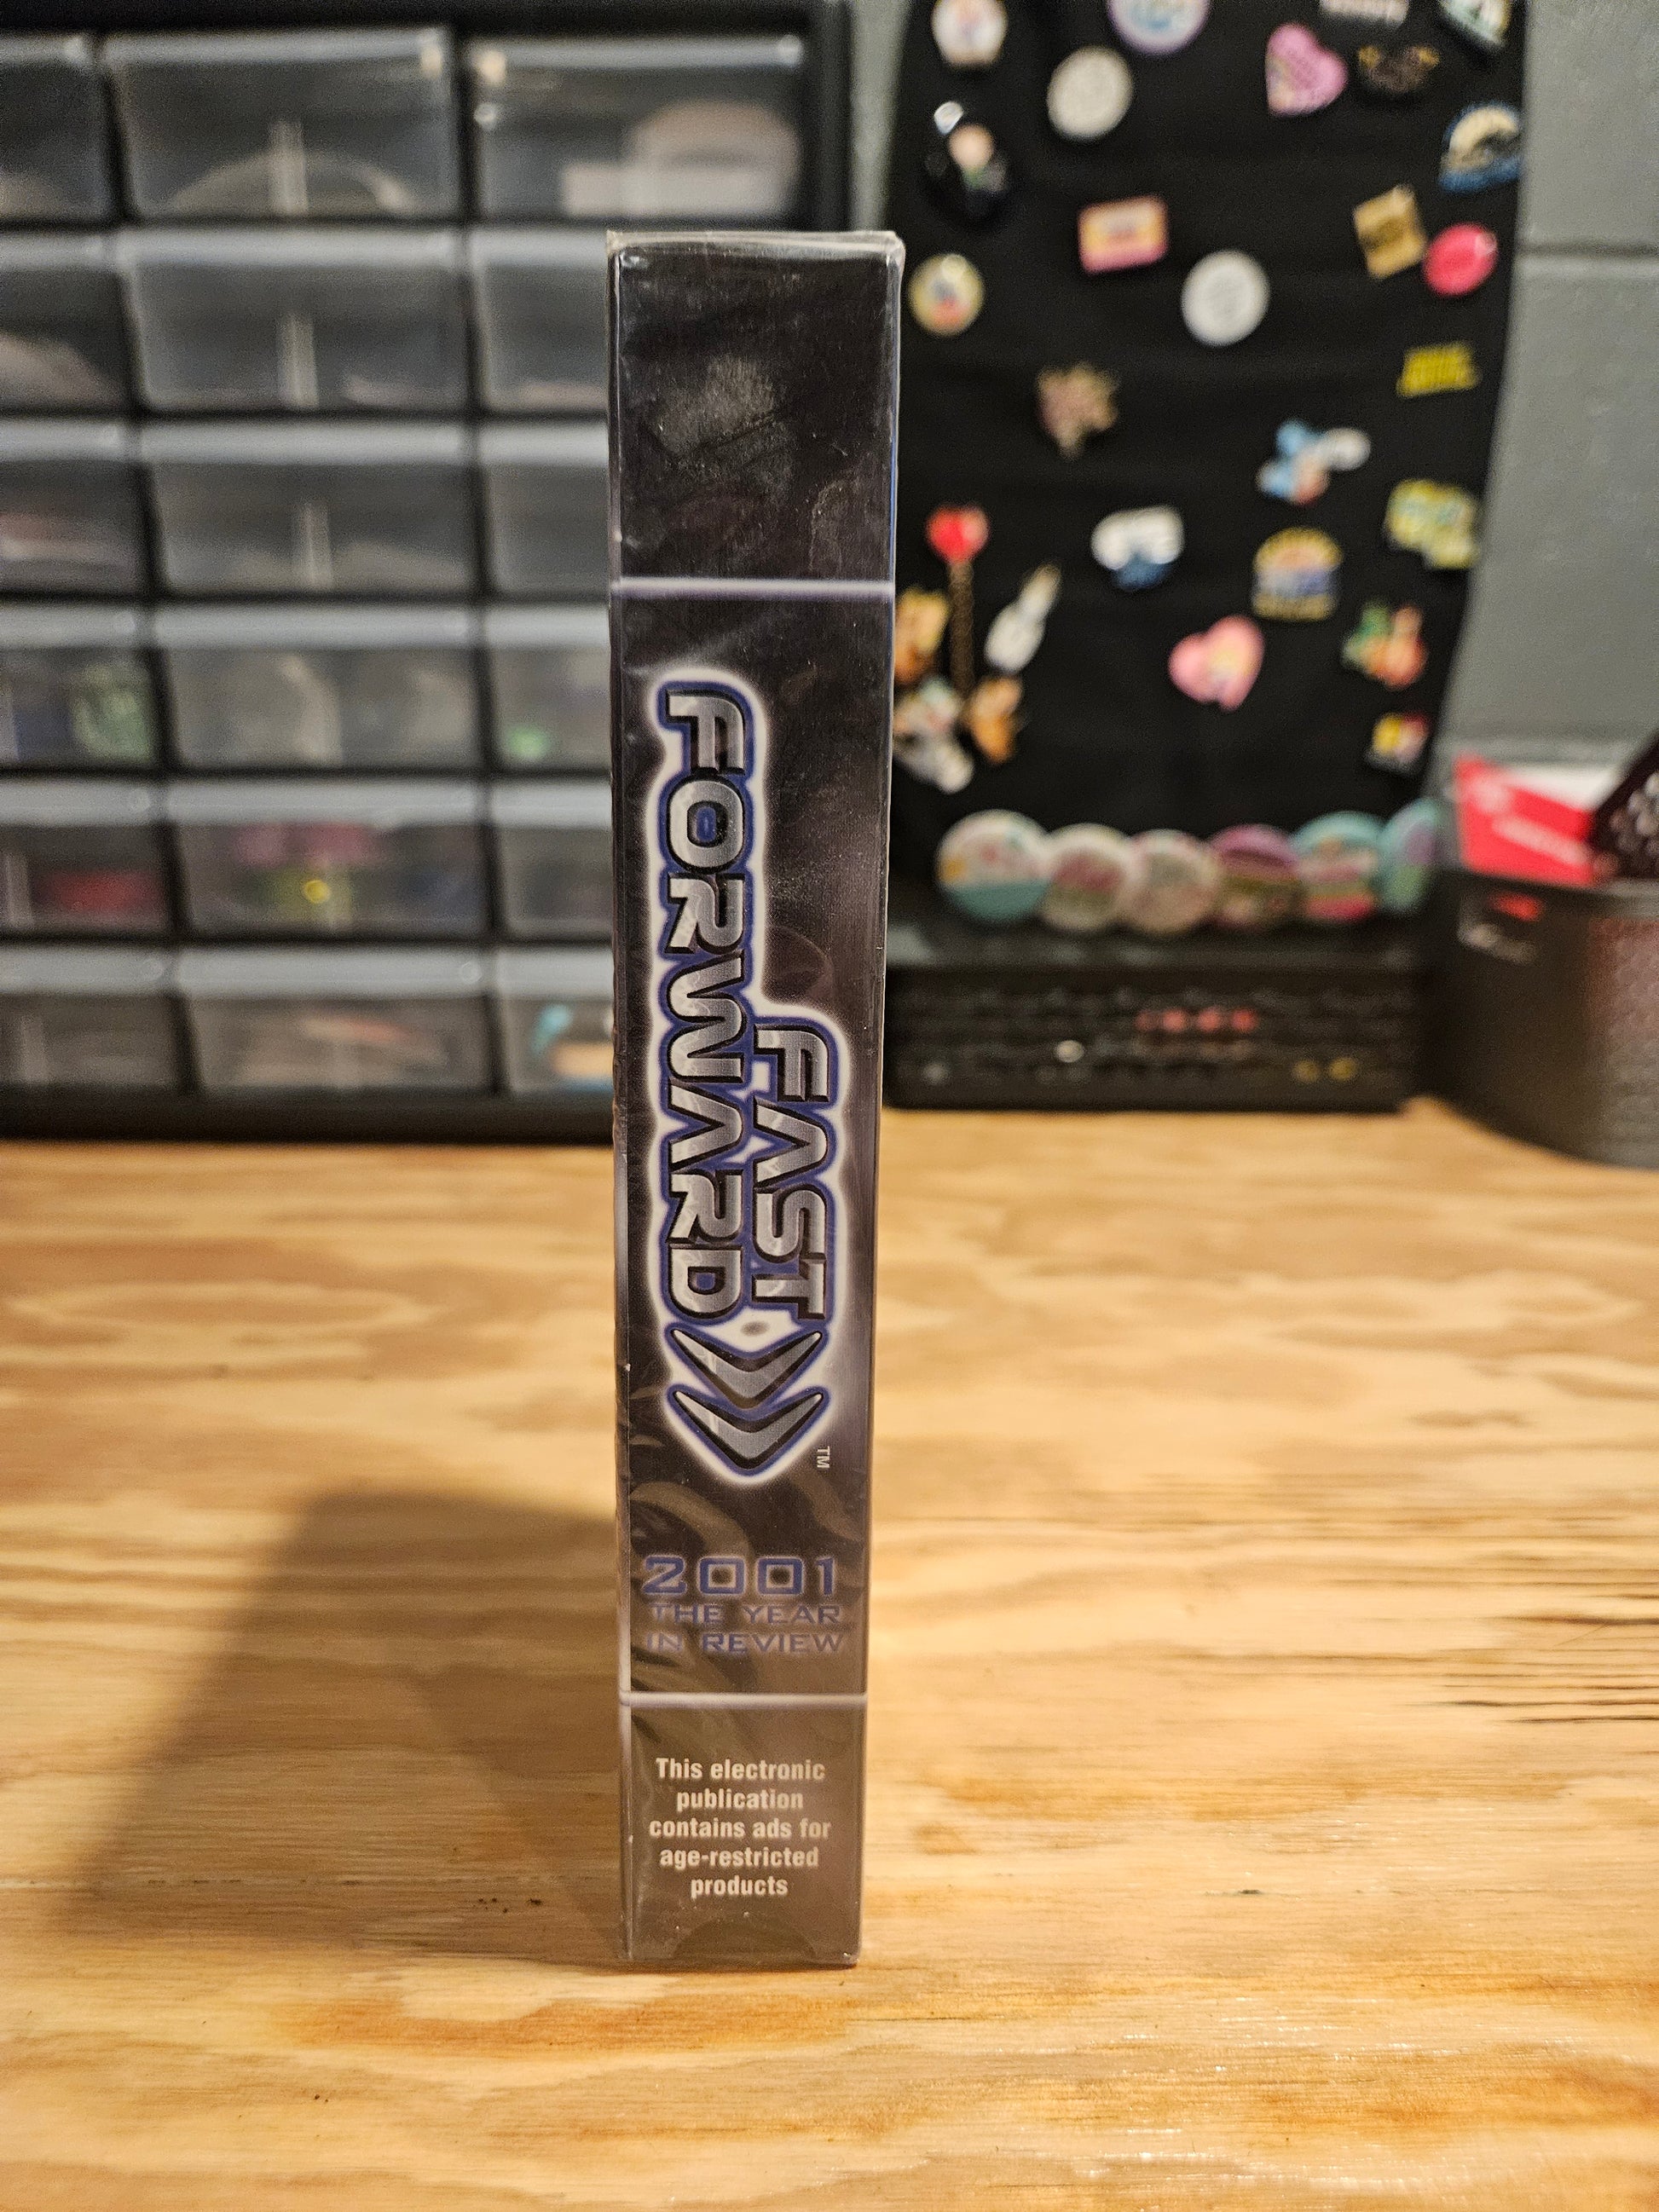 FAST
FORWARD
TM
2001
THE YEAR
IN REVIEW
This electronic
publication
contains ads for
age-restricted
products